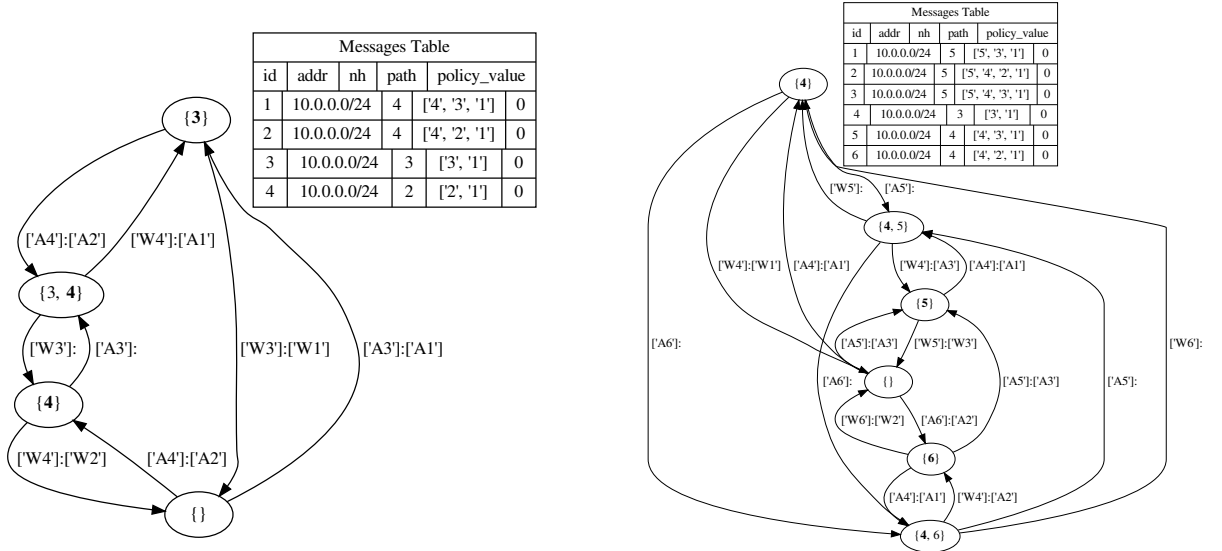 Messages Table
id addr nh path policy_value
1 10.0.0.0/24 4 ['4', '3', '1'] 0
2 10.0.0.0/24 4 ['4', '2', '1'] 0
3 10.0.0.0/24 3 ['3', '1'] 0
4 10.0.0.0/24 2 ['2', '1'] 0
{3}
['A4']:['A2']
['W4']:['A1']
{3, 4}
['W3']:
['A3']:
['W3']:['W1']
['A3']:['A1']
{4}
['W4']:['W2']
['A4']:['A2']
{}
Messages Table
id addr nh path policy_value
1 10.0.0.0/24 5 ['5', '3', '1'] 0
2 10.0.0.0/24 5 ['5', '4', '2', '1'] 0
3 10.0.0.0/24 5 ['5', '4', '3', '1'] 0
4 10.0.0.0/24 3 ['3', '1'] 0
5 10.0.0.0/24 4 ['4', '3', '1'] 0
6 10.0.0.0/24 4 ['4', '2', '1'] 0
{4}
['W5']:
['A5']:
{4, 5}
['W4']:['W1']
['A4']:['A1']
['W4']:['A3']
['A4']:['A1']
{5}
['A6']:
['A5']:['A3']
['W5']:['W3']
['W6']:
{}
['A6']:
['A5']:['A3']
['A5']:
['W6']:['W2']
['A6']:['A2']
{6}
['A4']:['A1']
['W4']:['A2']
{4, 6}